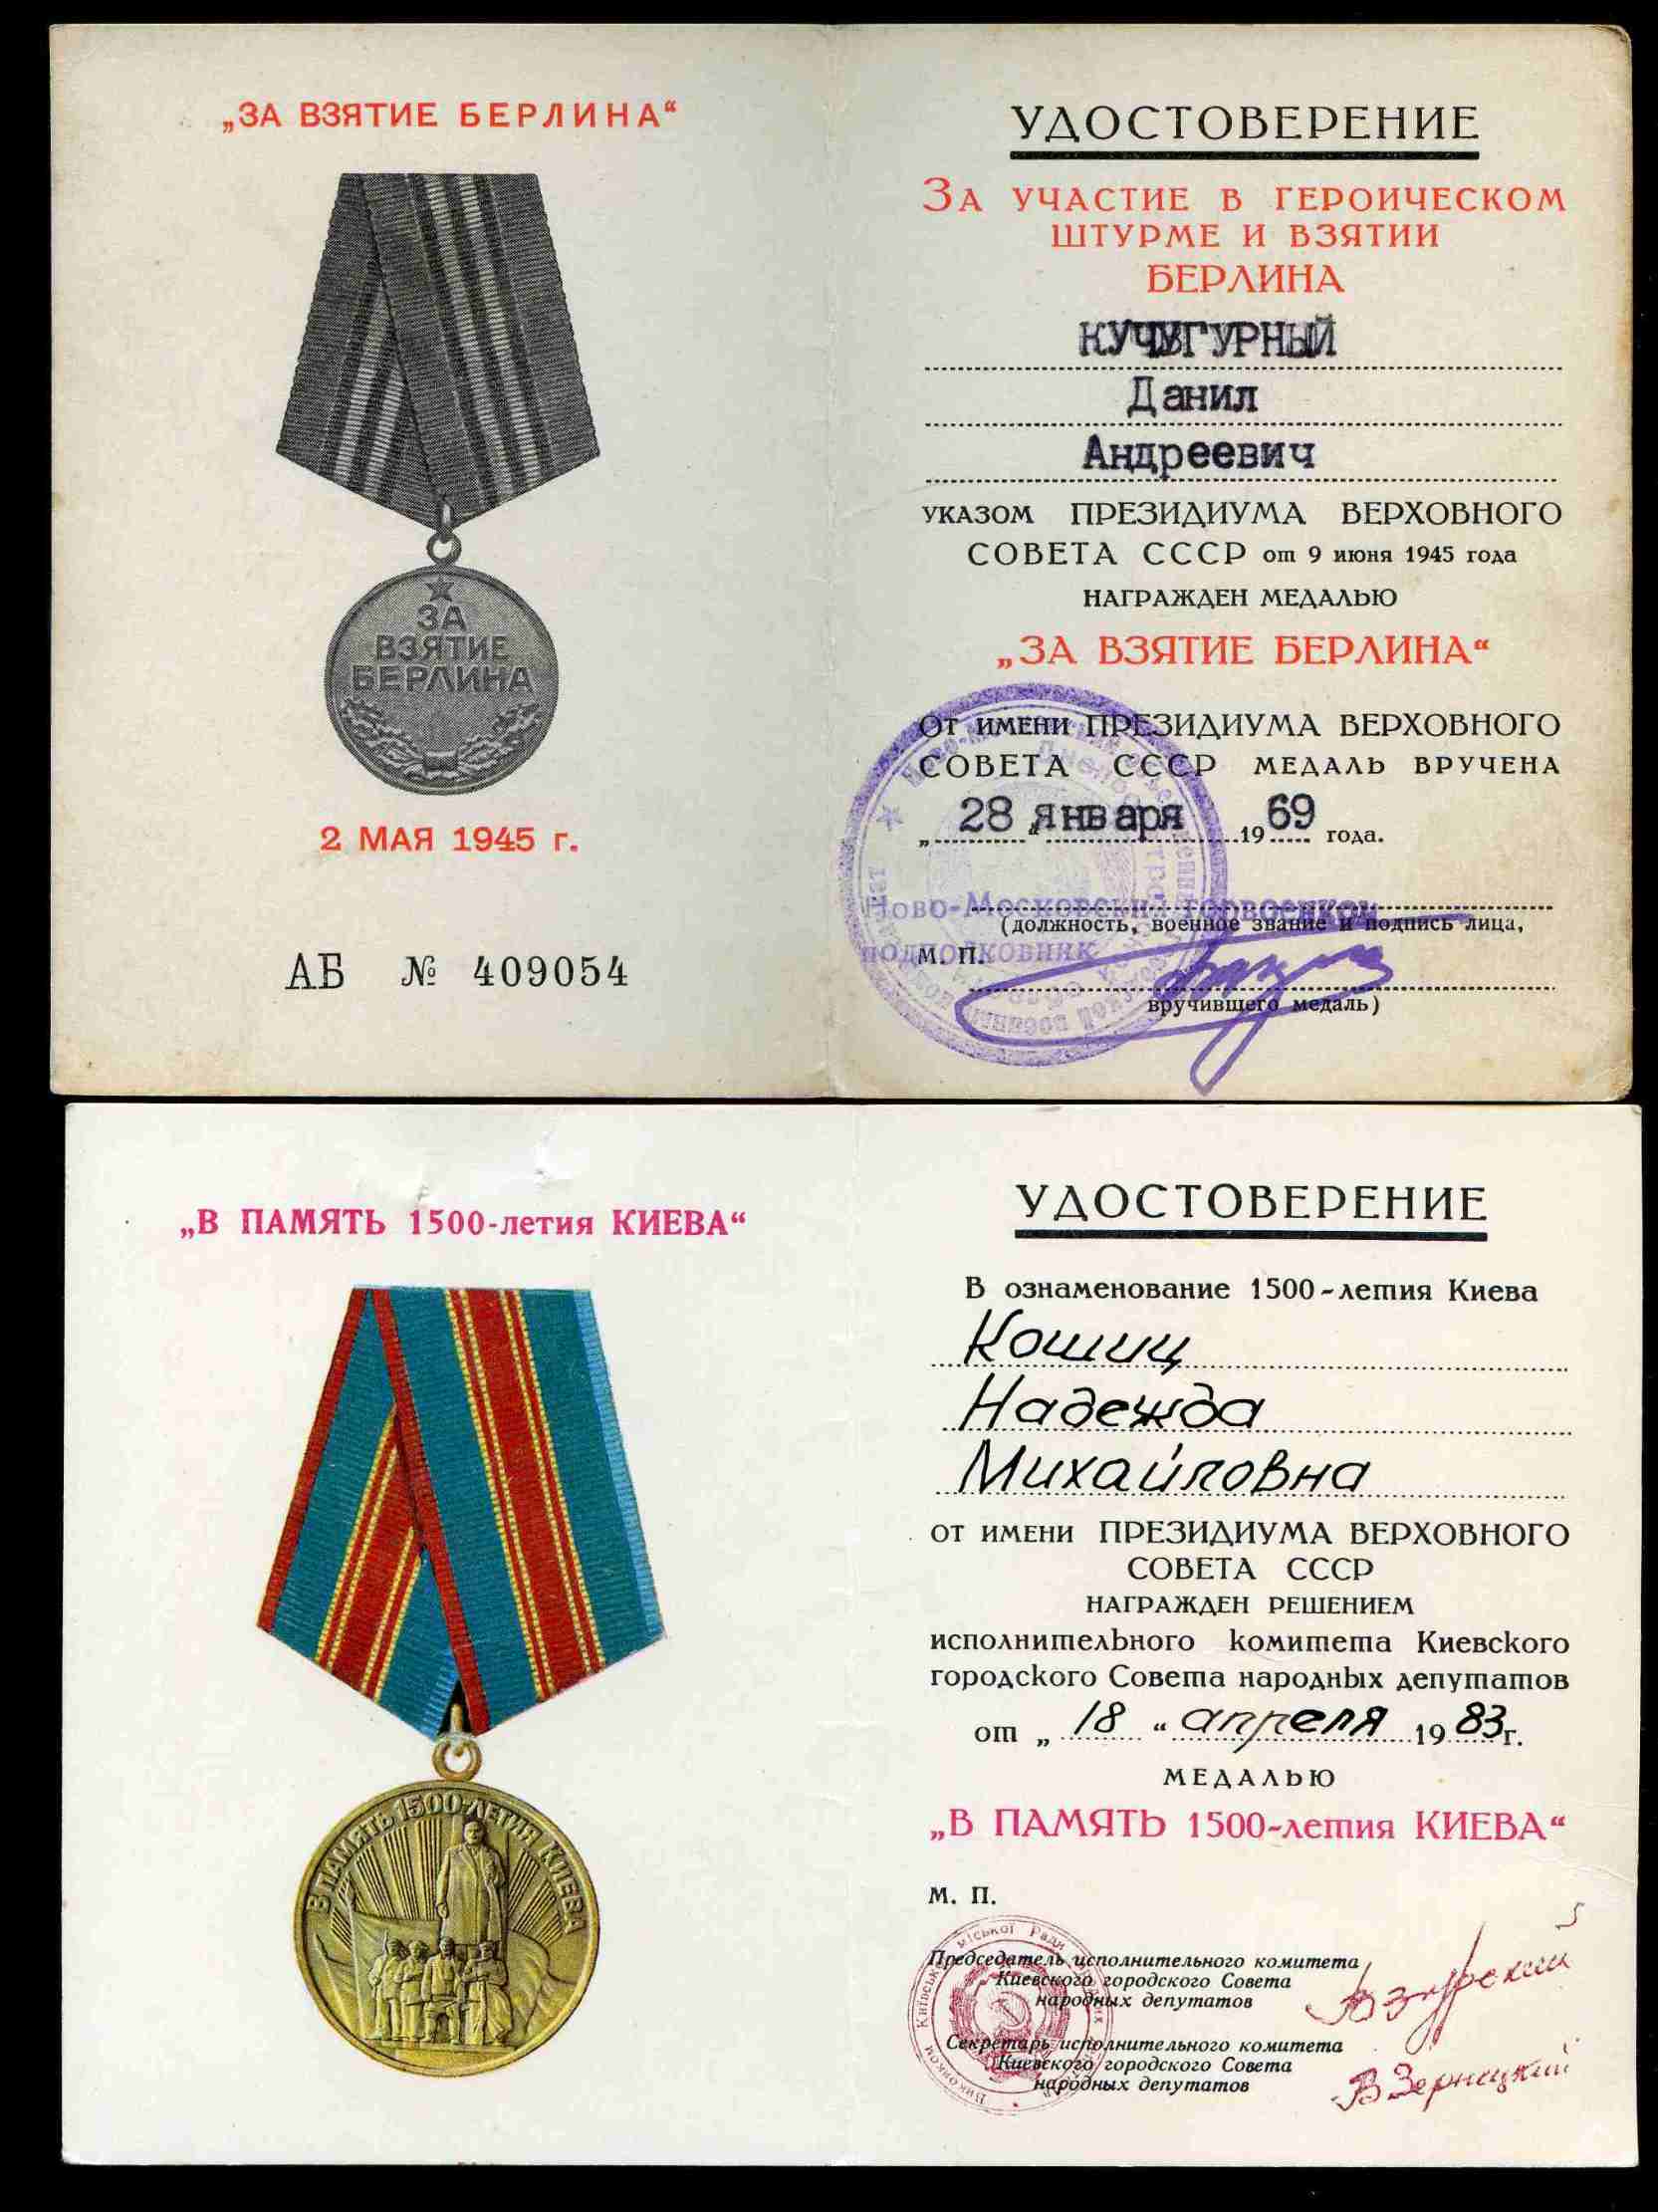 „ЗА ВЗЯТИЕ БЕРЛИНА“
ЗА
ВЗЯТИЕ
БЕРЛИНА
2 МАЯ 1945 г.
АБ № 409054
УДОСТОВЕРЕНИЕ
ЗА УЧАСТИЕ В ГЕРОИЧЕСКОМ
ШТУРМЕ И ВЗЯТИИ
БЕРЛИНА
КУЧУГУРНЫЙ
Данил
Андреевич
УКАЗОМ ПРЕЗИДИУМА ВЕРХОВНОГО
СОВЕТА СССР от 9 июня 1945 года
НАГРАЖДЕН МЕДАЛЬЮ
„ЗА ВЗЯТИЕ БЕРЛИНА“
ОТ ИМЕНИ ПРЕЗИДИУМА ВЕРХОВНОГО
СОВЕТА СССР МЕДАЛЬ ВРУЧЕНА
„28“ января 1969 года.
Ново-Московский горвоенком
(должность, военное звание и подпись лица,
подполковник
М. П.
вручившего медаль)
„В ПАМЯТЬ 1500-летия КИЕВА“
В ПАМЯТЬ 1500-ЛЕТИЯ КИЕВА
УДОСТОВЕРЕНИЕ
В ознаменование 1500-летия Киева
Кошиц
Надежда
Михайловна
ОТ ИМЕНИ ПРЕЗИДИУМА ВЕРХОВНОГО
СОВЕТА СССР
НАГРАЖДЕН РЕШЕНИЕМ
исполнительного комитета Киевского
городского Совета народных депутатов
от „18“ апреля 1983г.
МЕДАЛЬЮ
„В ПАМЯТЬ 1500-летия КИЕВА“
М. П.
Председатель исполнительного комитета
Киевского городского Совета
народных депутатов
Секретарь исполнительного комитета
Киевского городского Совета
народных депутатов